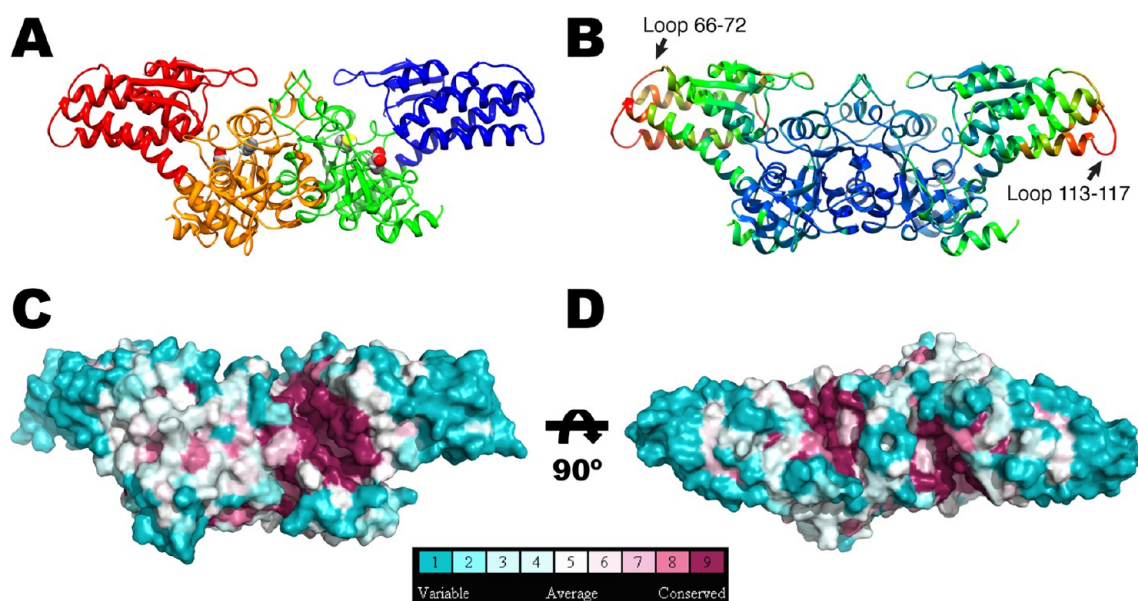 A
B
Loop 66-72
Loop 113-117
C
D
90º
1 2 3 4 5 6 7 8 9
Variable Average Conserved